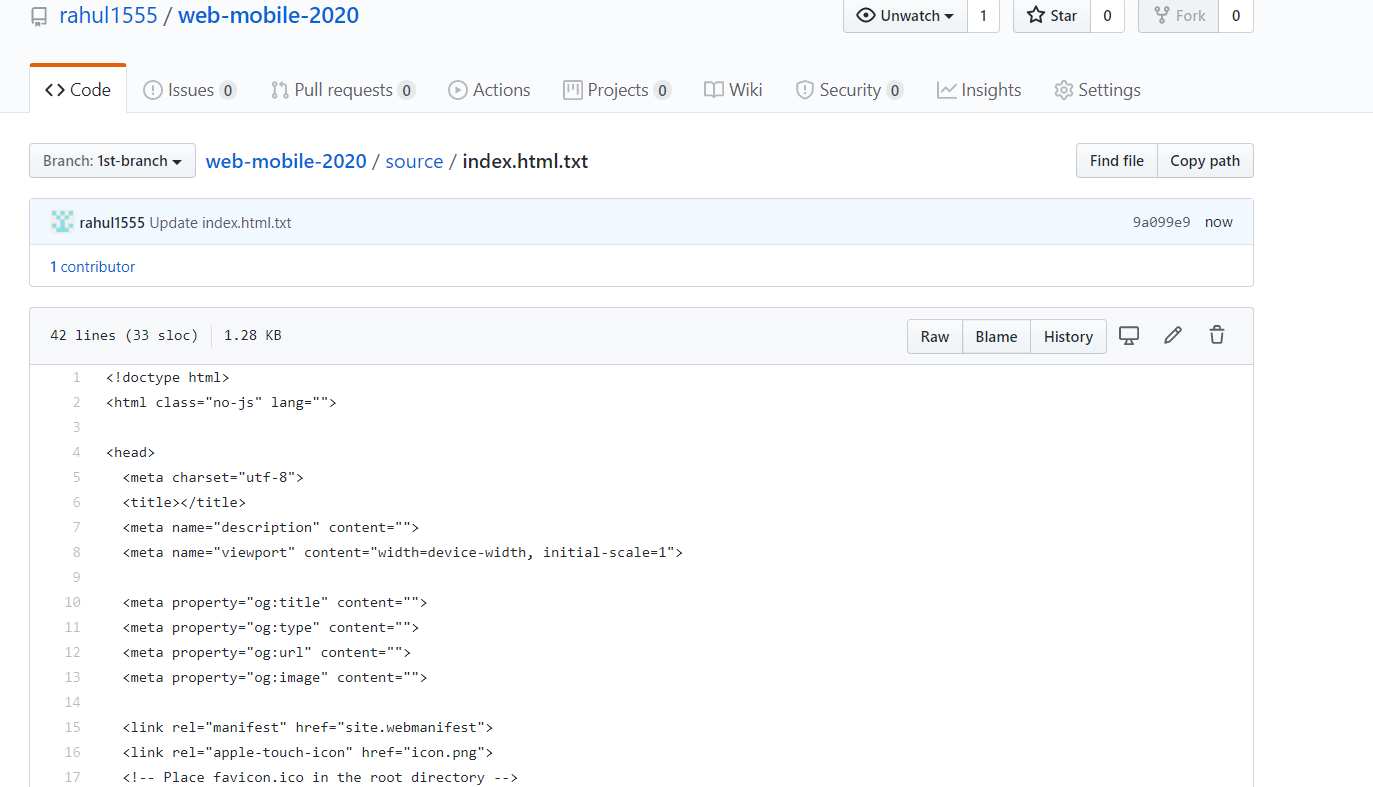 rahul1555 / web-mobile-2020 Unwatch 1 Star 0 Fork 0
Code Issues 0 Pull requests 0 Actions Projects 0 Wiki Security 0 Insights Settings
Branch: 1st-branch web-mobile-2020 / source / index.html.txt Find file Copy path
rahul1555 Update index.html.txt 9a099e9 now
1 contributor
42 lines (33 sloc) 1.28 KB Raw Blame History
1 <!doctype html>
2 <html class="no-js" lang="">
3
4 <head>
5 <meta charset="utf-8">
6 <title></title>
7 <meta name="description" content="">
8 <meta name="viewport" content="width=device-width, initial-scale=1">
9
10 <meta property="og:title" content="">
11 <meta property="og:type" content="">
12 <meta property="og:url" content="">
13 <meta property="og:image" content="">
14
15 <link rel="manifest" href="site.webmanifest">
16 <link rel="apple-touch-icon" href="icon.png">
17 <!-- Place favicon.ico in the root directory -->